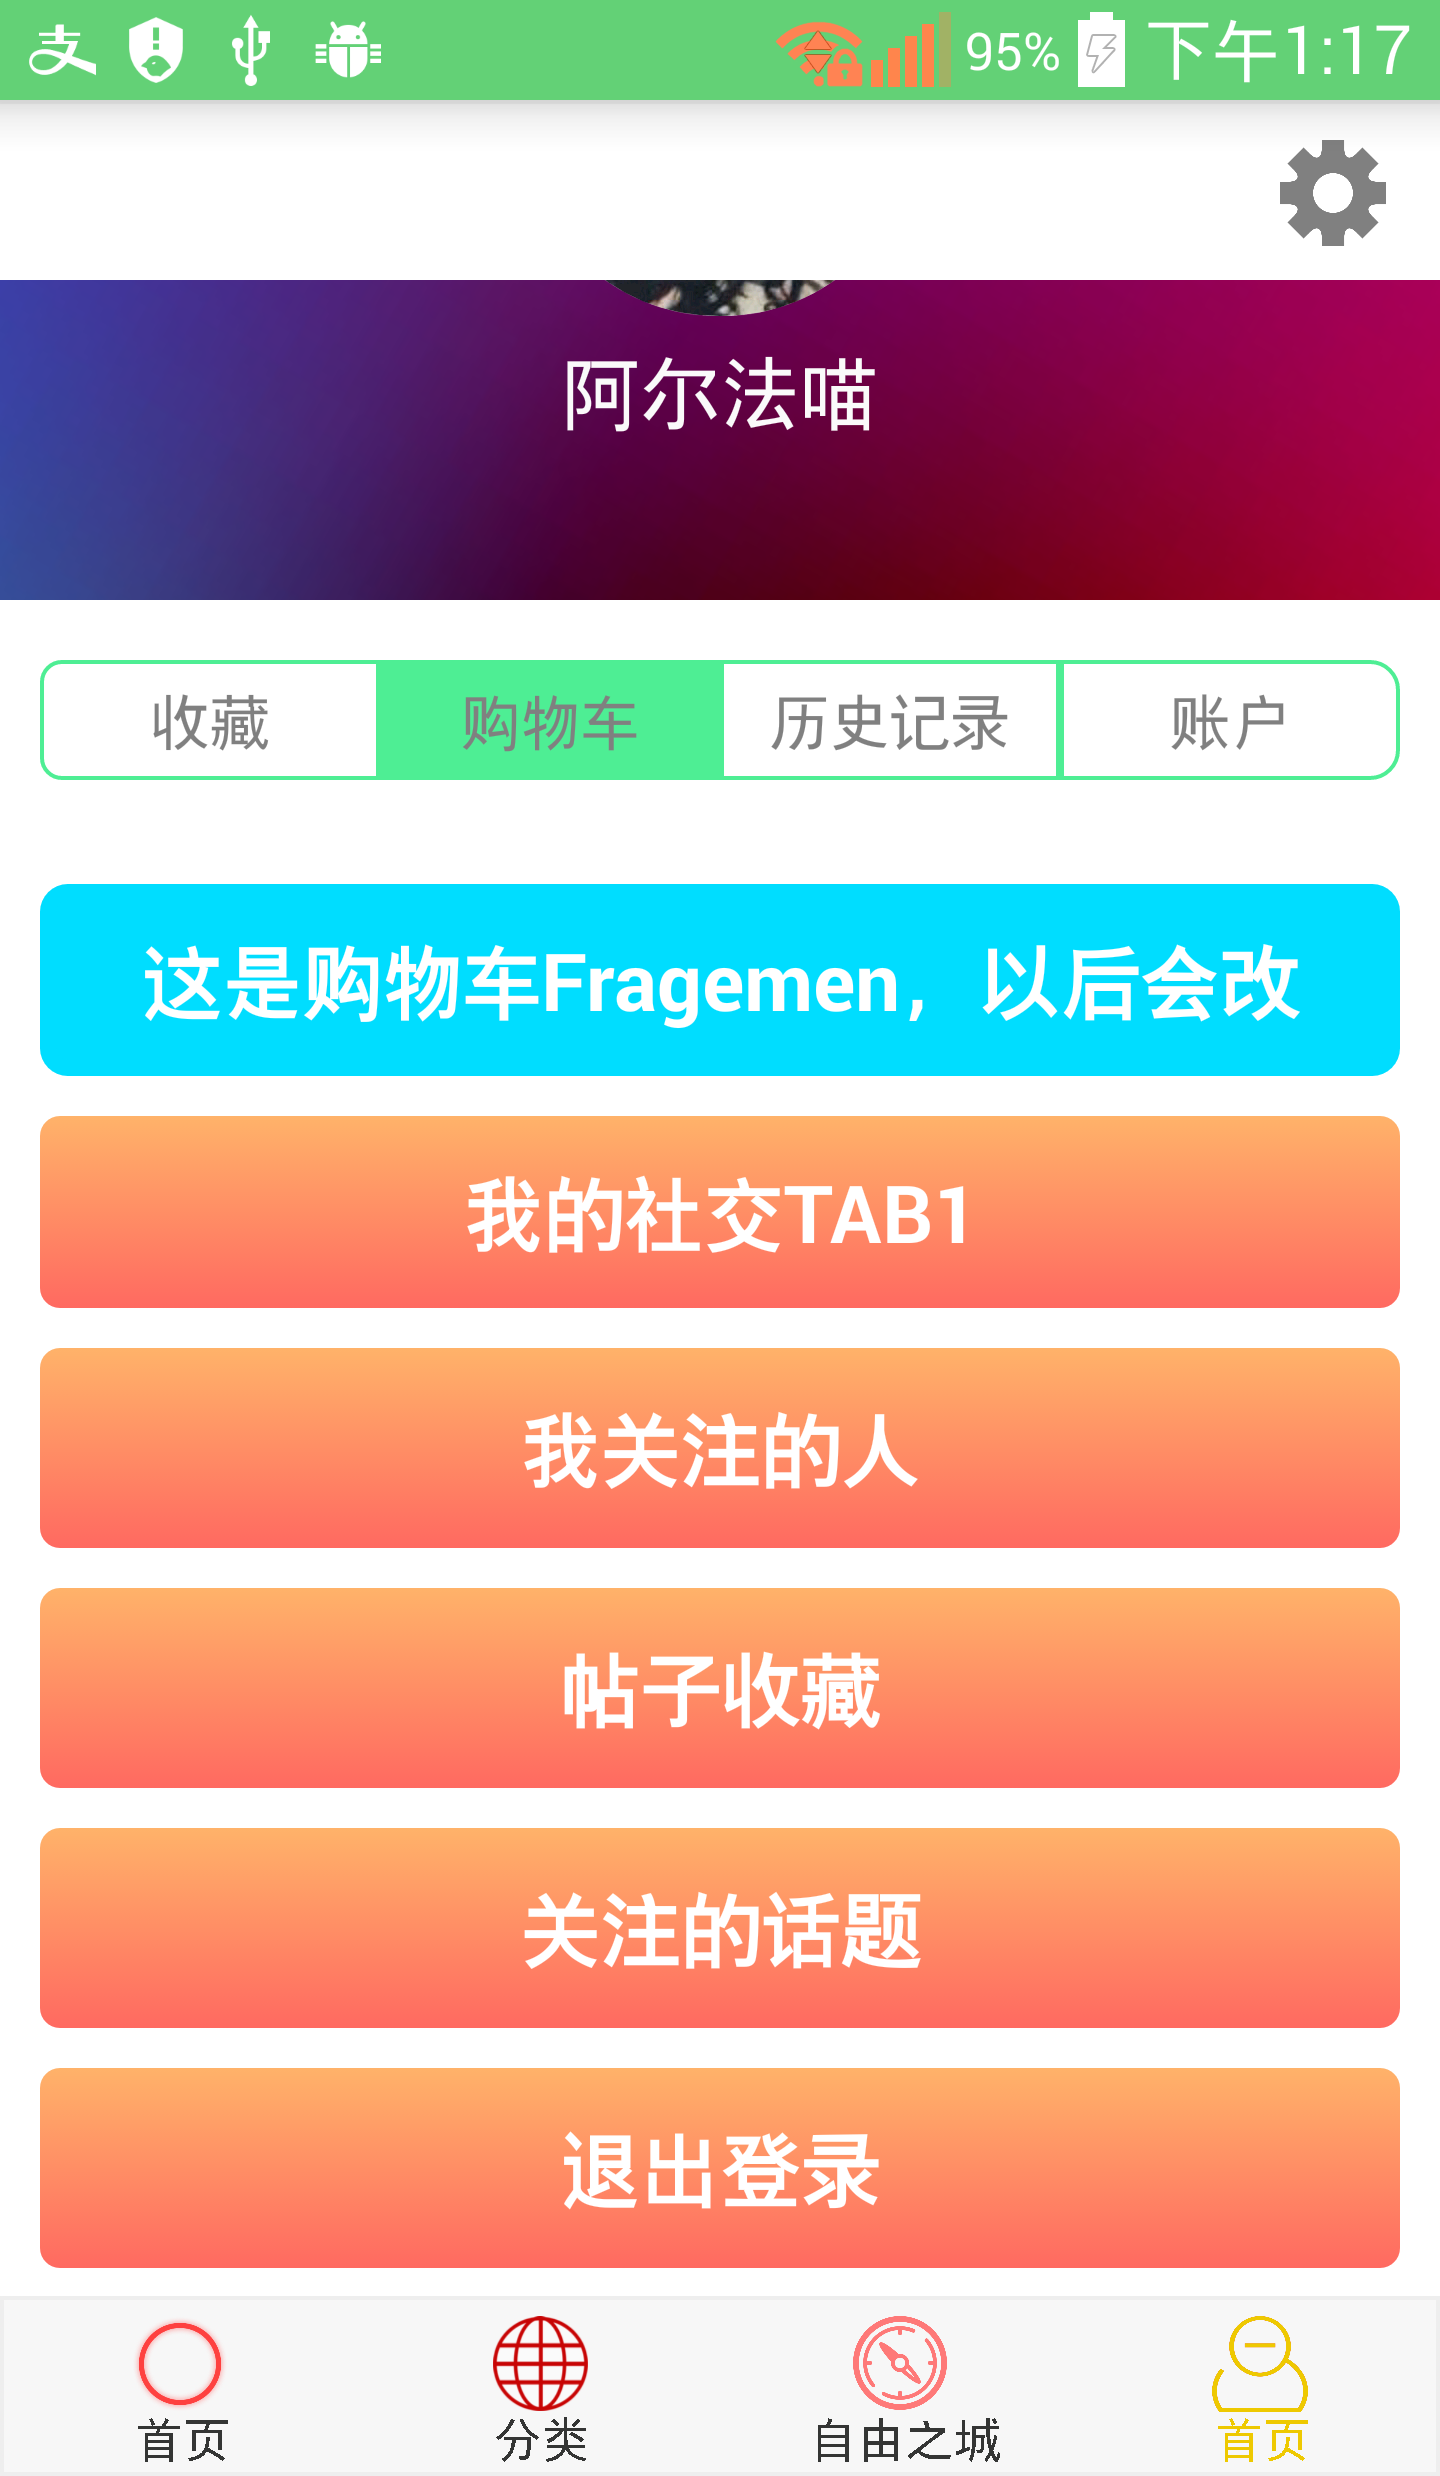 95% 下午1:17
阿尔法喵
收藏 购物车 历史记录 账户
这是购物车Fragemen，以后会改
我的社交TAB1
我关注的人
帖子收藏
关注的话题
退出登录
首页 分类 自由之城 首页